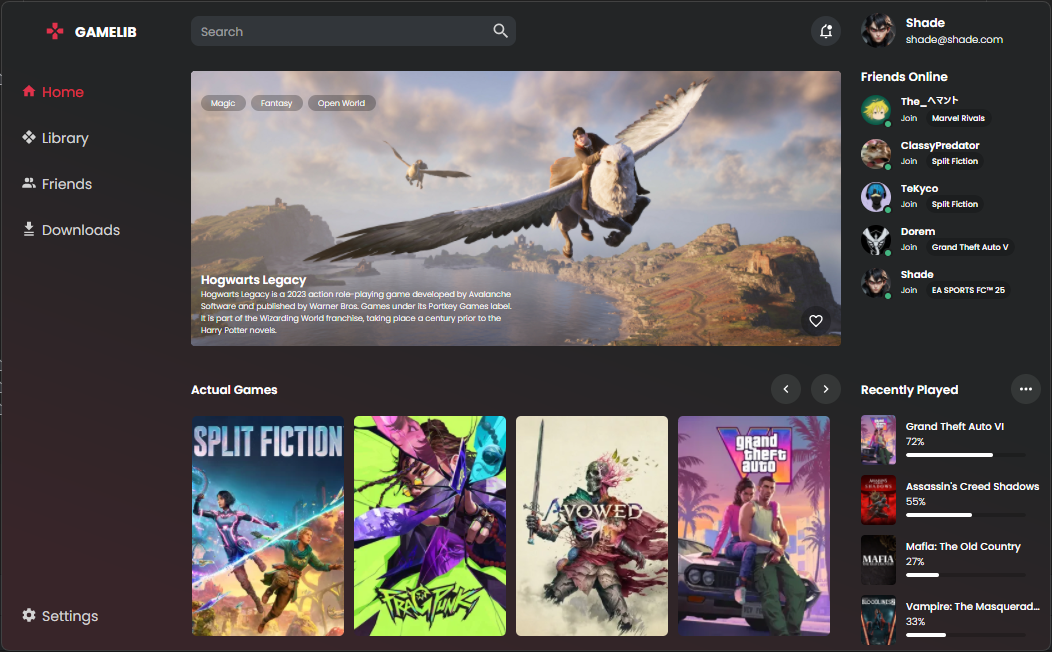 GAMELIB
Search
Shade
shade@shade.com
Home
Library
Friends
Downloads
Settings
Magic
Fantasy
Open World
Hogwarts Legacy
Hogwarts Legacy is a 2023 action role-playing game developed by Avalanche
Software and published by Warner Bros. Games under its Portkey Games label.
It is part of the Wizarding World franchise, taking place a century prior to the
Harry Potter novels.
Friends Online
The_ヘマント
Join Marvel Rivals
ClassyPredator
Join Split Fiction
TeKyco
Join Split Fiction
Dorem
Join Grand Theft Auto V
Shade
Join EA SPORTS FC™ 25
Actual Games
SPLIT FICTION
FRAGPUNK
AVOWED
grand
theft
auto
VI
Recently Played
Grand Theft Auto VI
72%
ASSASSIN'S
CREED
SHADOWS
Assassin's Creed Shadows
55%
MAFIA
Mafia: The Old Country
27%
BLOODLINES 2
Vampire: The Masquerad...
33%